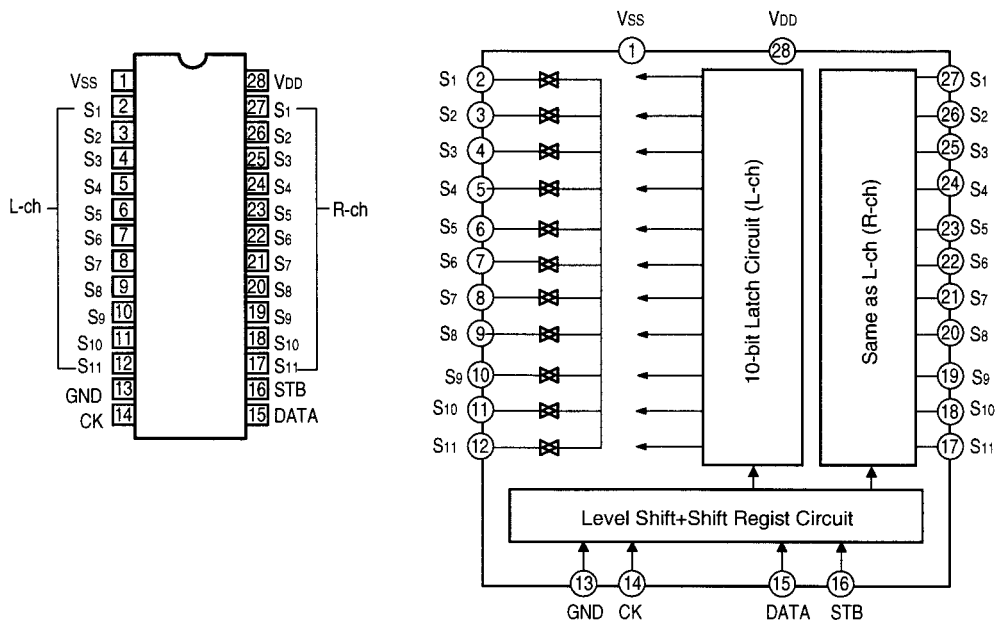 VSS 1 28 VDD
S1 2 27 S1
S2 3 26 S2
S3 4 25 S3
S4 5 24 S4
L-ch S5 6 23 S5 R-ch
S6 7 22 S6
S7 8 21 S7
S8 9 20 S8
S9 10 19 S9
S10 11 18 S10
S11 12 17 S11
GND 13 16 STB
CK 14 15 DATA
VSS VDD
1 28
S1 2 27 S1
S2 3 26 S2
S3 4 25 S3
S4 5 24 S4
S5 6 23 S5
S6 7 22 S6
S7 8 21 S7
S8 9 20 S8
S9 10 19 S9
S10 11 18 S10
S11 12 17 S11
10-bit Latch Circuit (L-ch)
Same as L-ch (R-ch)
Level Shift+Shift Regist Circuit
13 14 15 16
GND CK DATA STB